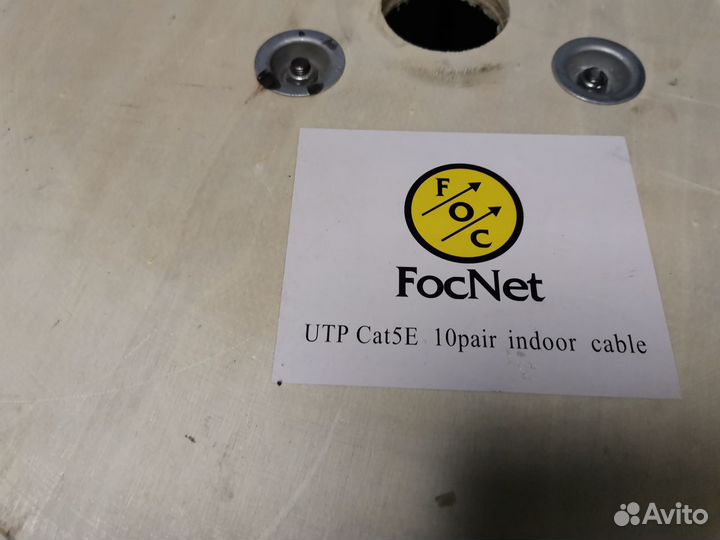 F
O
C
FocNet
UTP Cat5E 10pair indoor cable
Avito